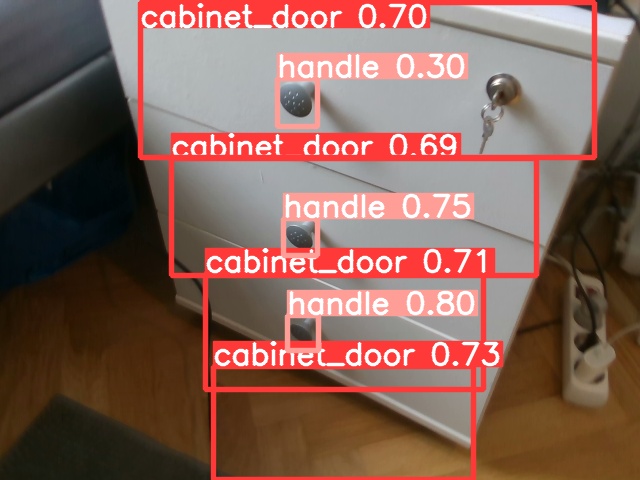 cabinet_door 0.70
handle 0.30
cabinet_door 0.69
handle 0.75
cabinet_door 0.71
handle 0.80
cabinet_door 0.73